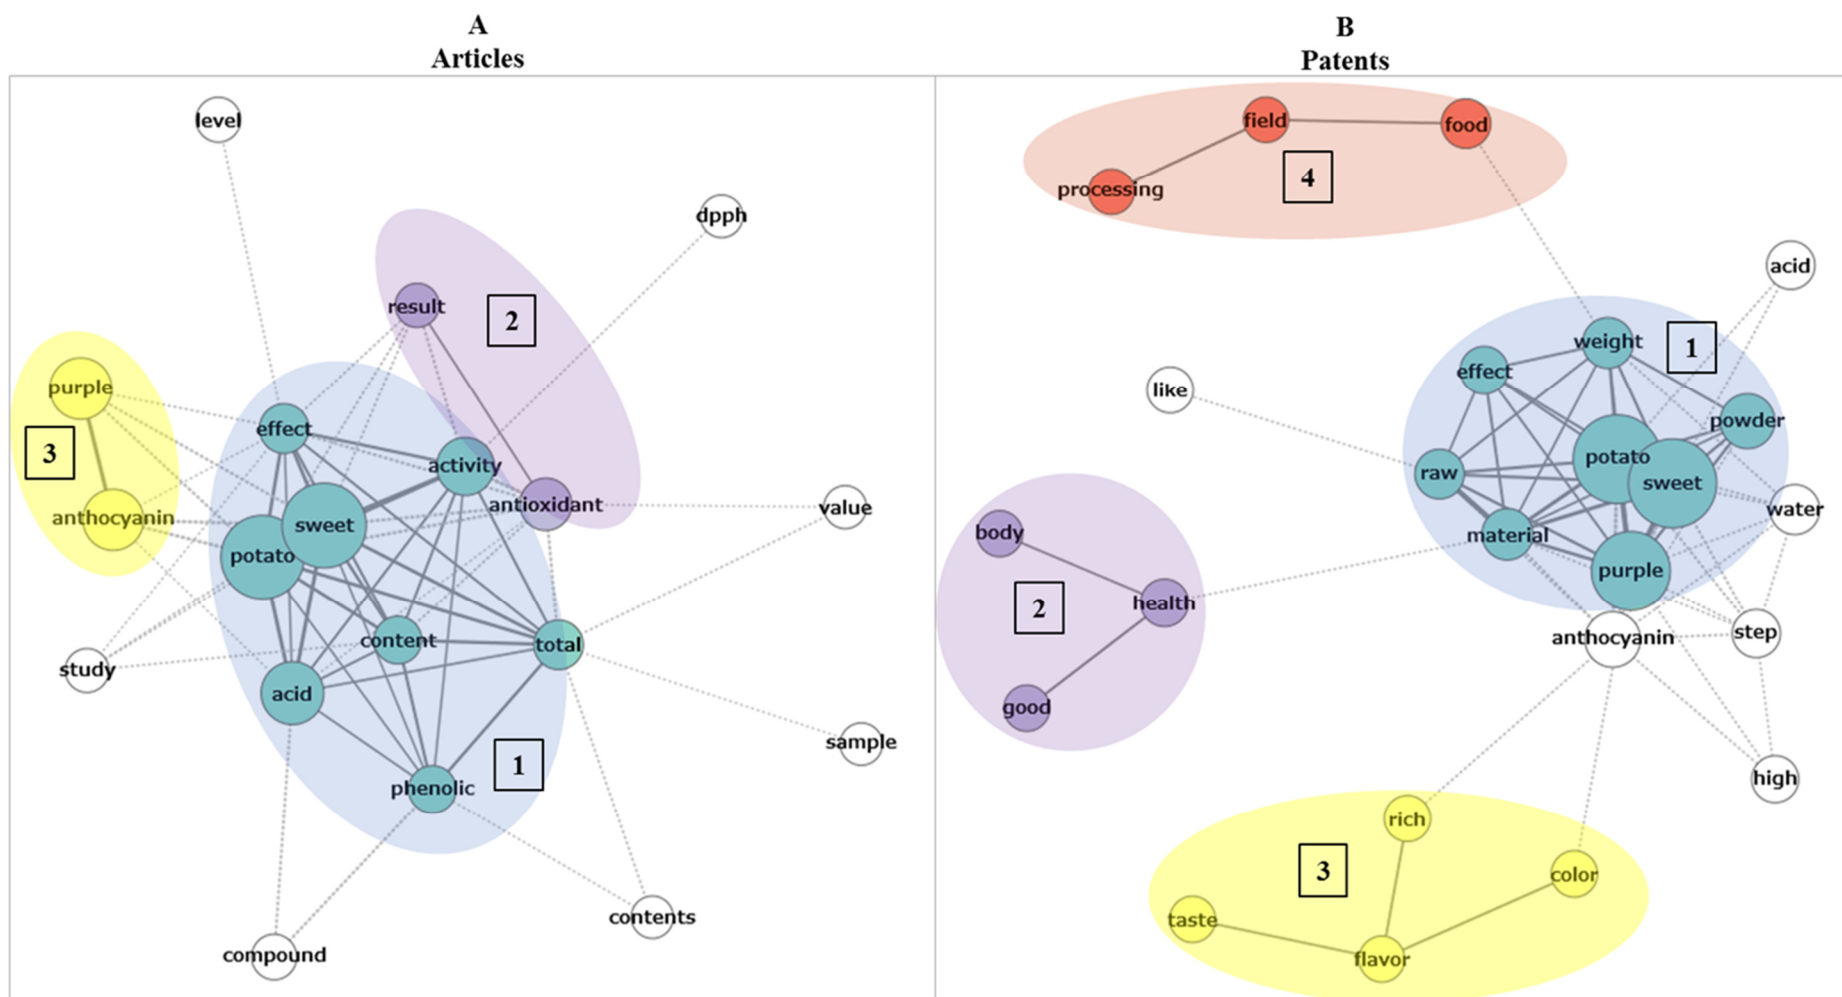 A
Articles
level
dpph
result
2
purple
3
effect
activity
anthocyanin
sweet
antioxidant
value
potato
content
total
study
acid
sample
1
phenolic
contents
compound
B
Patents
field
food
4
processing
acid
weight
1
effect
like
powder
potato
raw
sweet
water
body
material
purple
2
health
step
anthocyanin
good
high
rich
3
color
taste
flavor